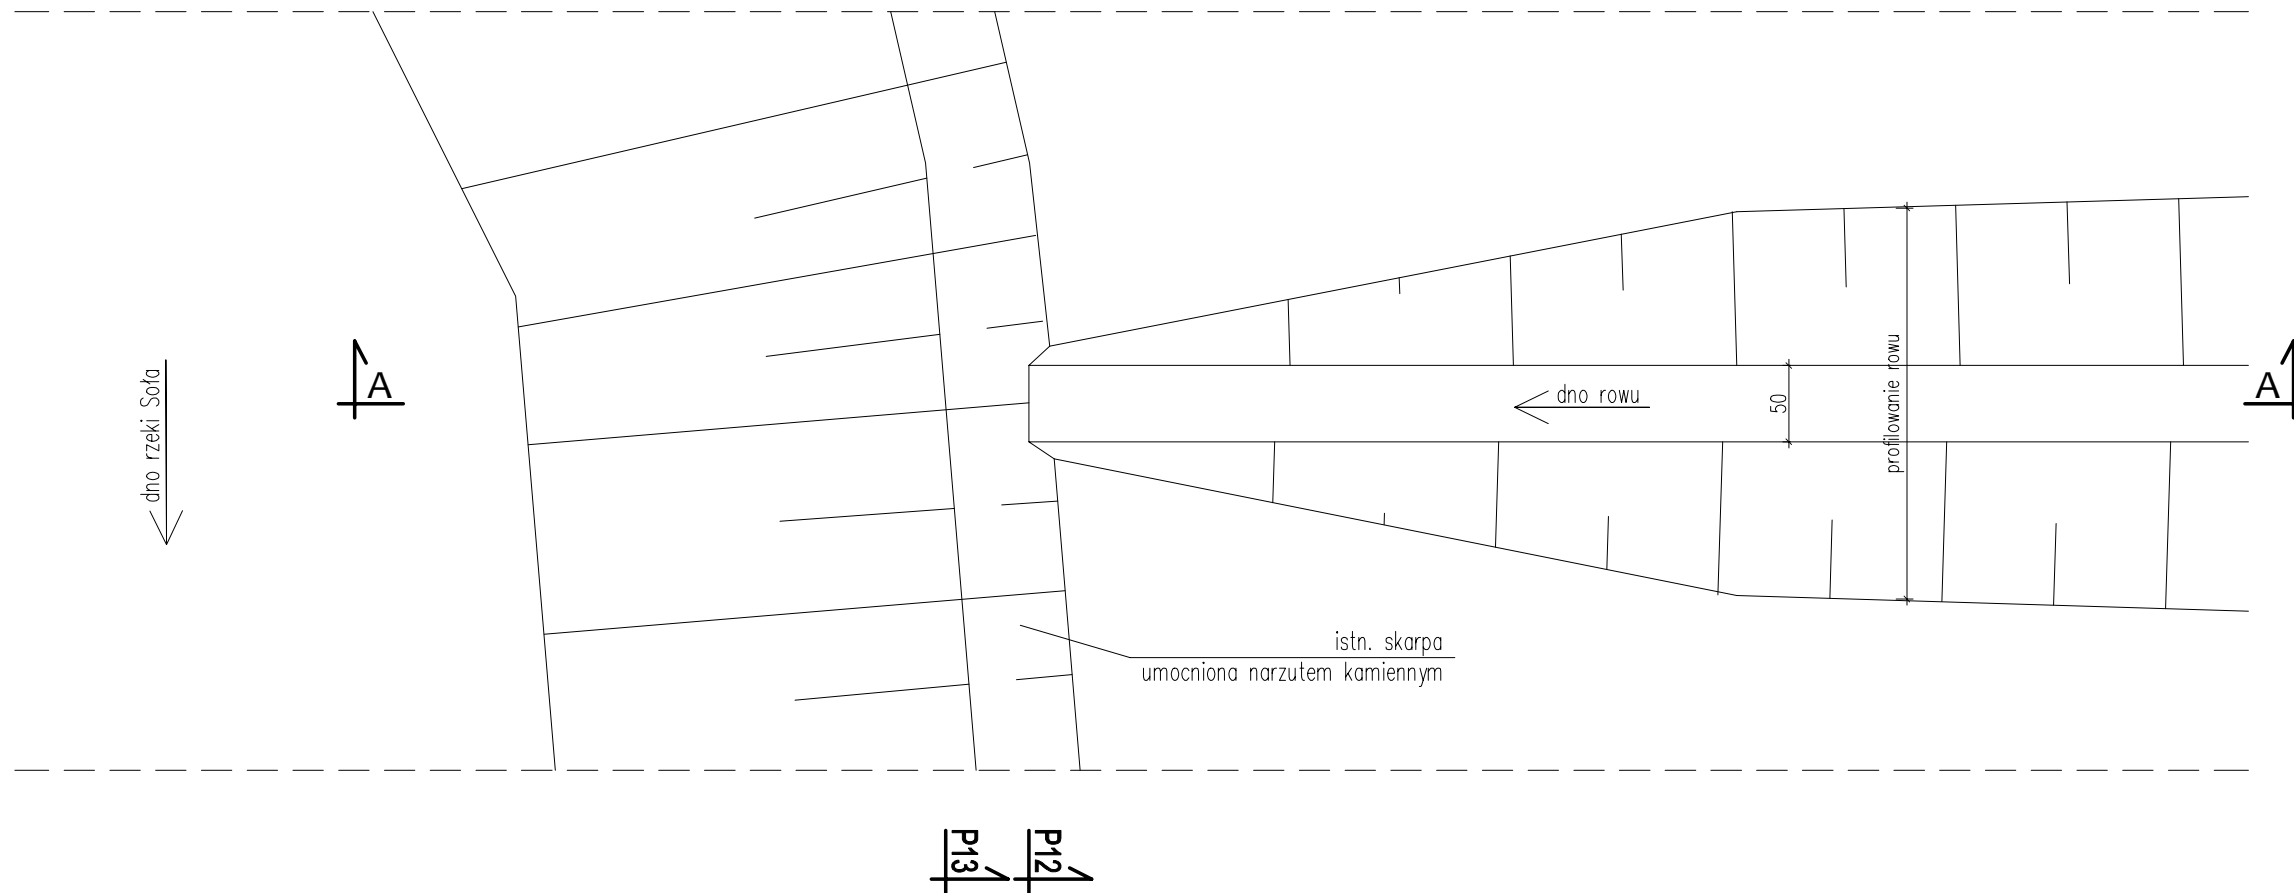 dno rzeki Soła
A
dno rowu
50
profilowanie rowu
A
istn. skarpa
umocniona narzutem kamiennym
P13
P12